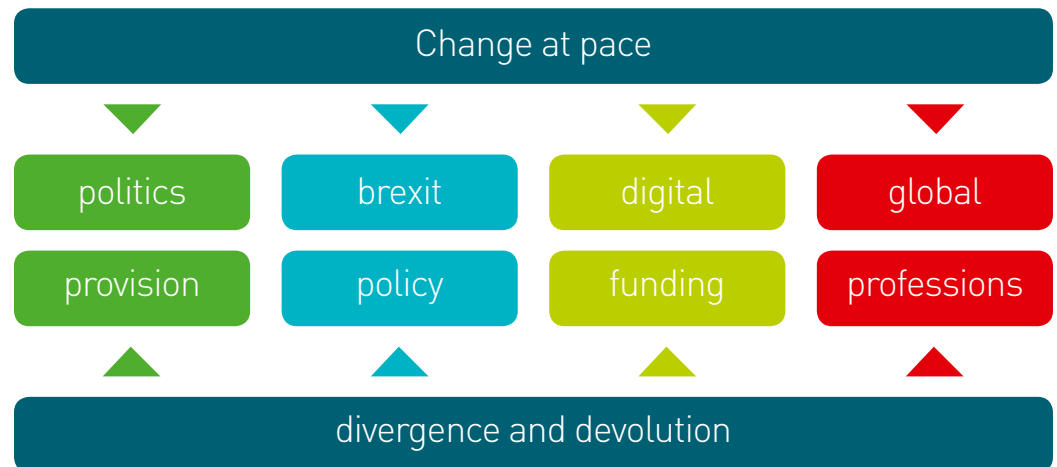 Change at pace
politics
brexit
digital
global
provision
policy
funding
professions
divergence and devolution